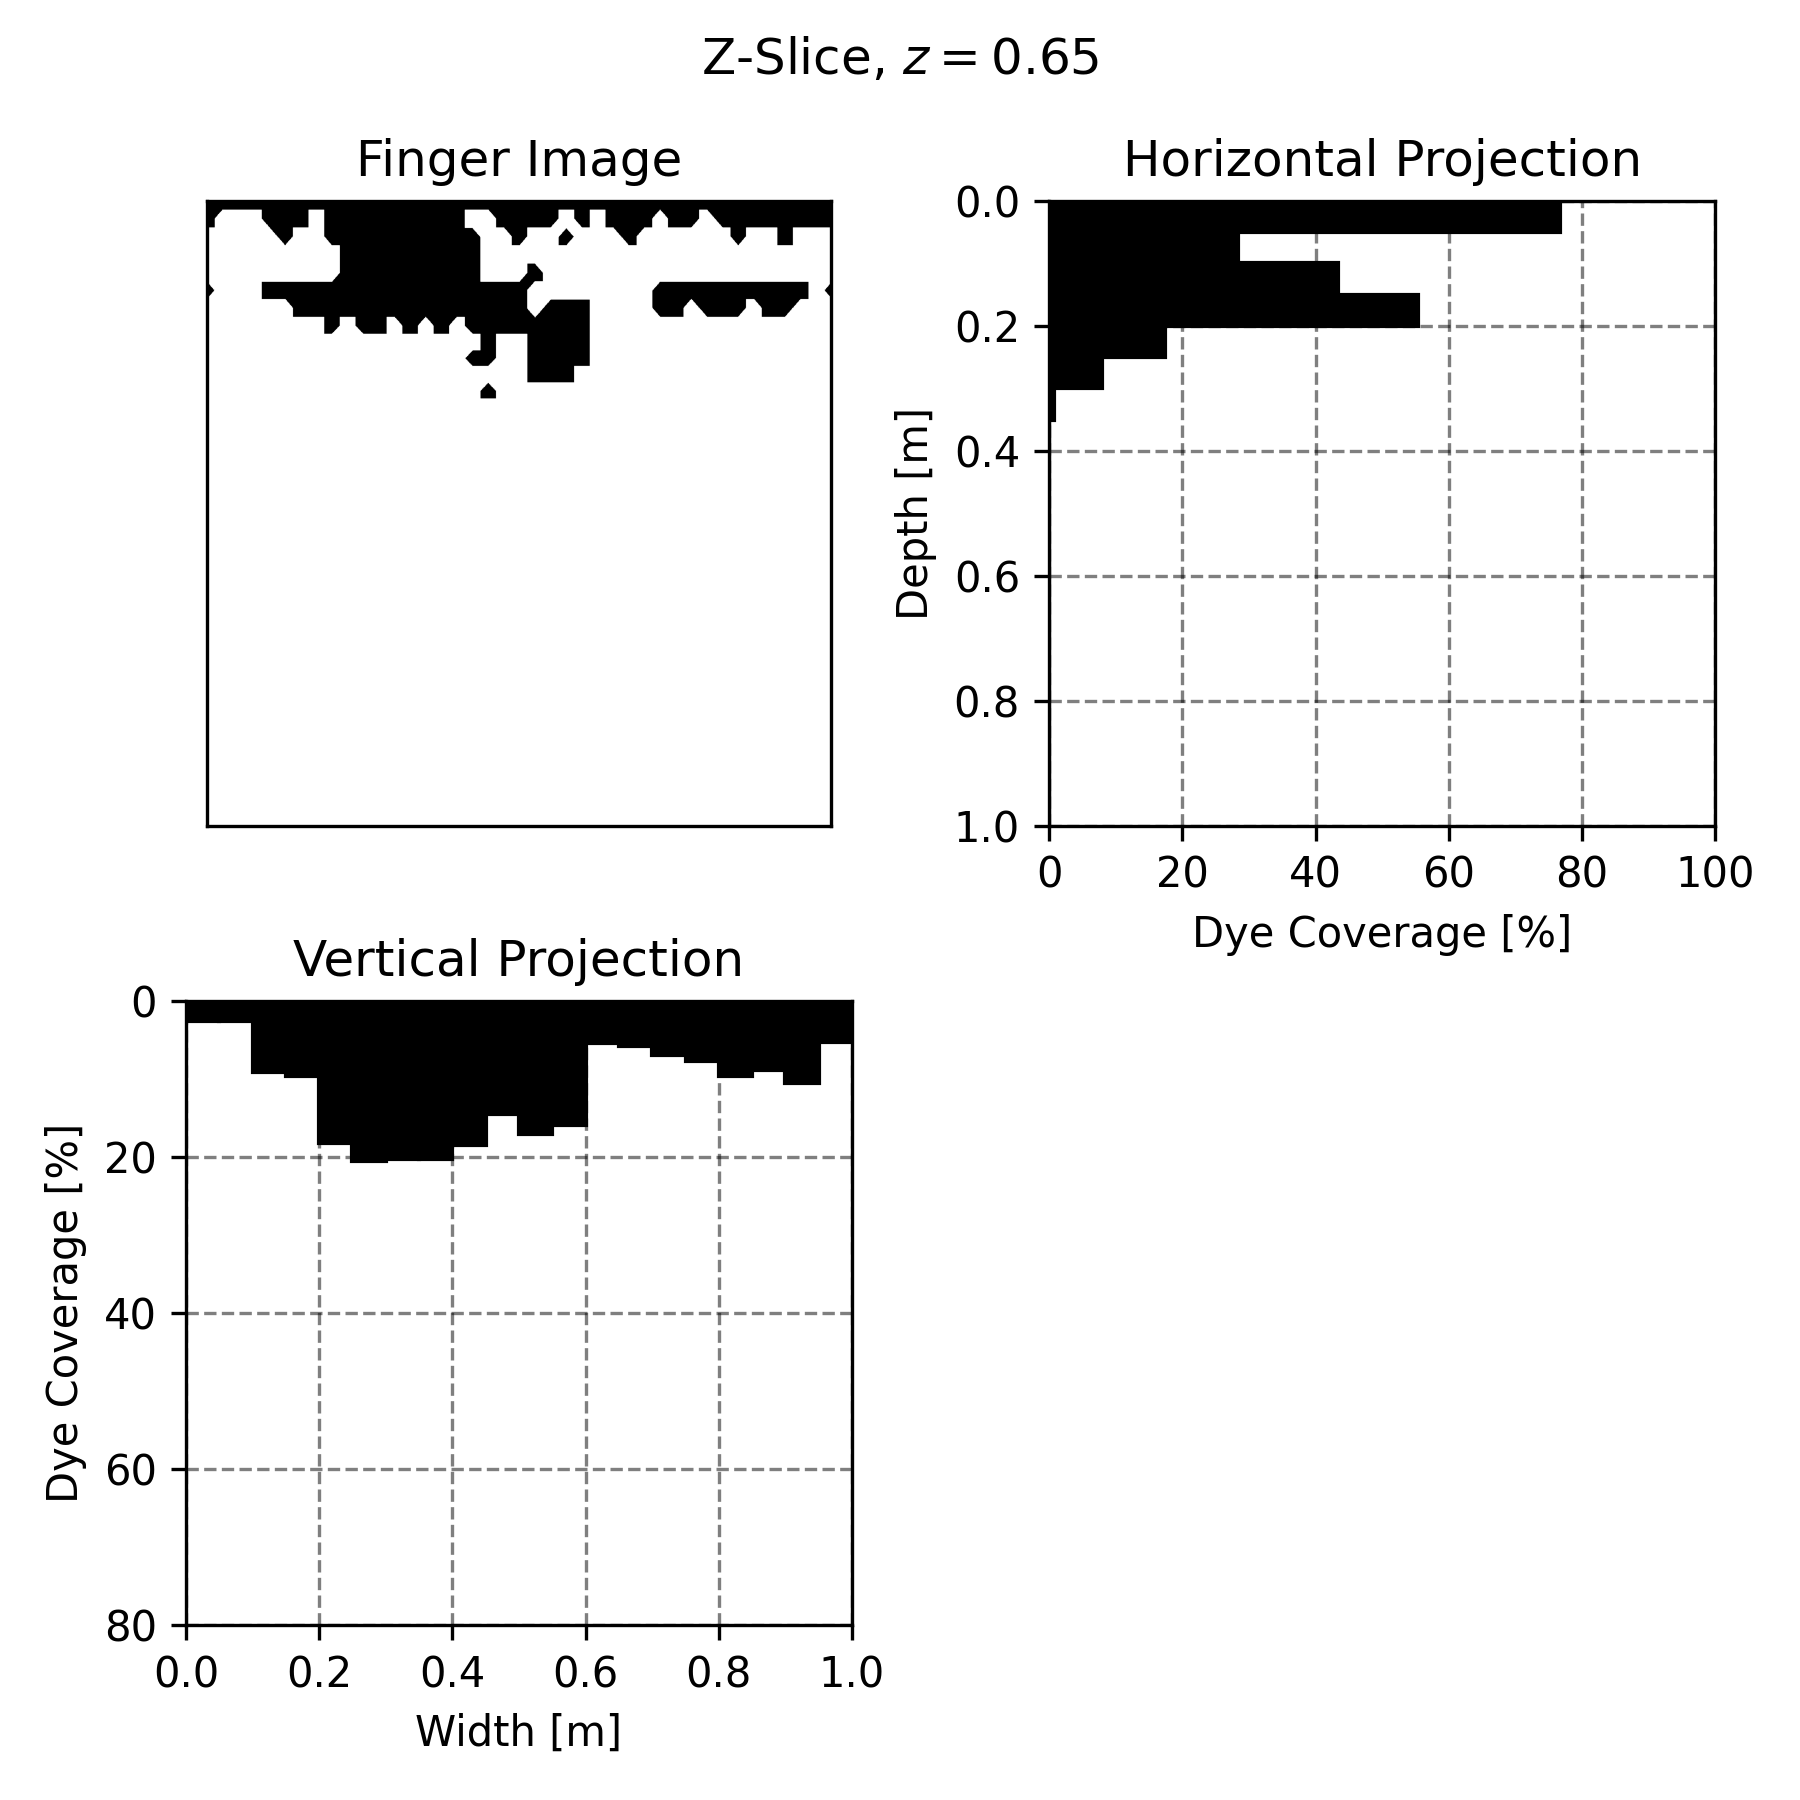 Z-Slice, z = 0.65
Finger Image
Horizontal Projection
0.0
0.2
0.4
0.6
0.8
1.0
Depth [m]
0 20 40 60 80 100
Dye Coverage [%]
Vertical Projection
0
20
40
60
80
Dye Coverage [%]
0.0 0.2 0.4 0.6 0.8 1.0
Width [m]